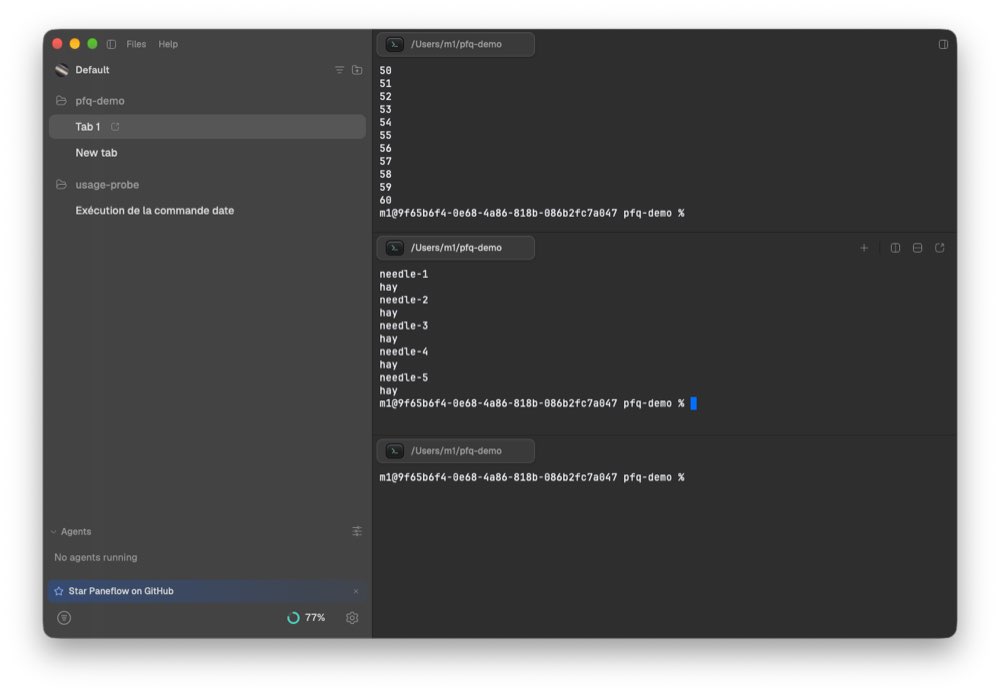 Files Help
Default
pfq-demo
Tab 1
New tab
usage-probe
Exécution de la commande date
Agents
No agents running
Star Paneflow on GitHub
77%
/Users/m1/pfq-demo
50
51
52
53
54
55
56
57
58
59
60
m1@9f65b6f4-0e68-4a86-818b-086b2fc7a047 pfq-demo %
/Users/m1/pfq-demo
needle-1
hay
needle-2
hay
needle-3
hay
needle-4
hay
needle-5
hay
m1@9f65b6f4-0e68-4a86-818b-086b2fc7a047 pfq-demo %
/Users/m1/pfq-demo
m1@9f65b6f4-0e68-4a86-818b-086b2fc7a047 pfq-demo %